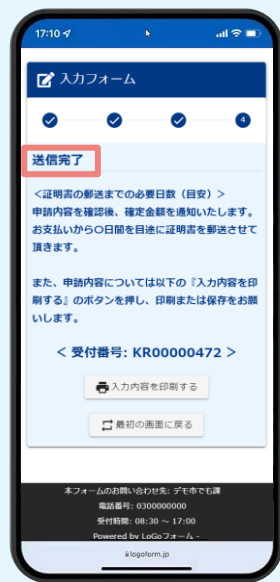 17:10
入力フォーム
4
送信完了
＜証明書の郵送までの必要日数（目安）＞
申請内容を確認後、確定金額を通知いたします。
お支払いから〇日間を目途に証明書を郵送させて
頂きます。
また、申請内容については以下の『入力内容を印
刷する』のボタンを押し、印刷または保存をお願
いします。
＜ 受付番号: KR00000472 ＞
入力内容を印刷する
最初の画面に戻る
本フォームのお問い合わせ先: デモ市でも課
電話番号: 0300000000
受付時間: 08:30 ～ 17:00
Powered by LoGoフォーム -
logoform.jp